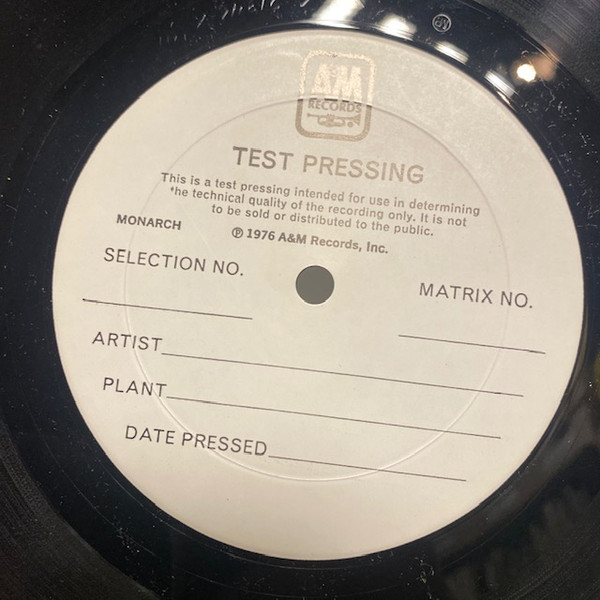 A&M
RECORDS
TEST PRESSING
This is a test pressing intended for use in determining
the technical quality of the recording only. It is not
to be sold or distributed to the public.
MONARCH
℗ 1976 A&M Records, Inc.
SELECTION NO.
MATRIX NO.
ARTIST
PLANT
DATE PRESSED